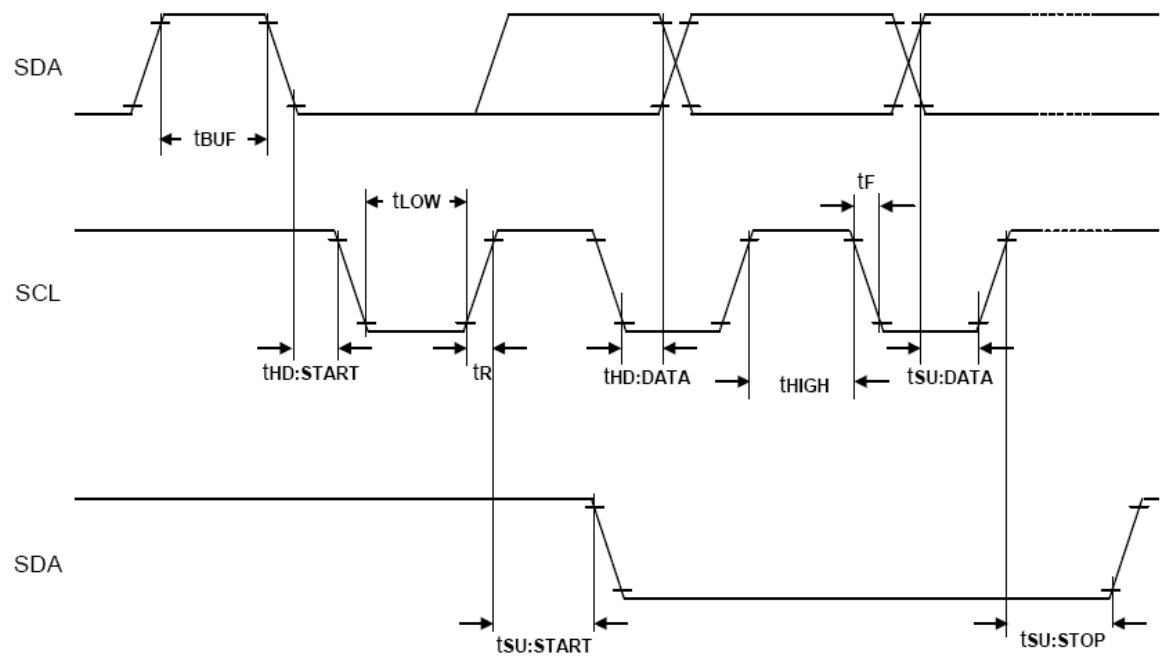 SDA
tBUF
tLOW
tF
SCL
tHD:START
tR
tHD:DATA
tHIGH
tSU:DATA
SDA
tSU:START
tSU:STOP